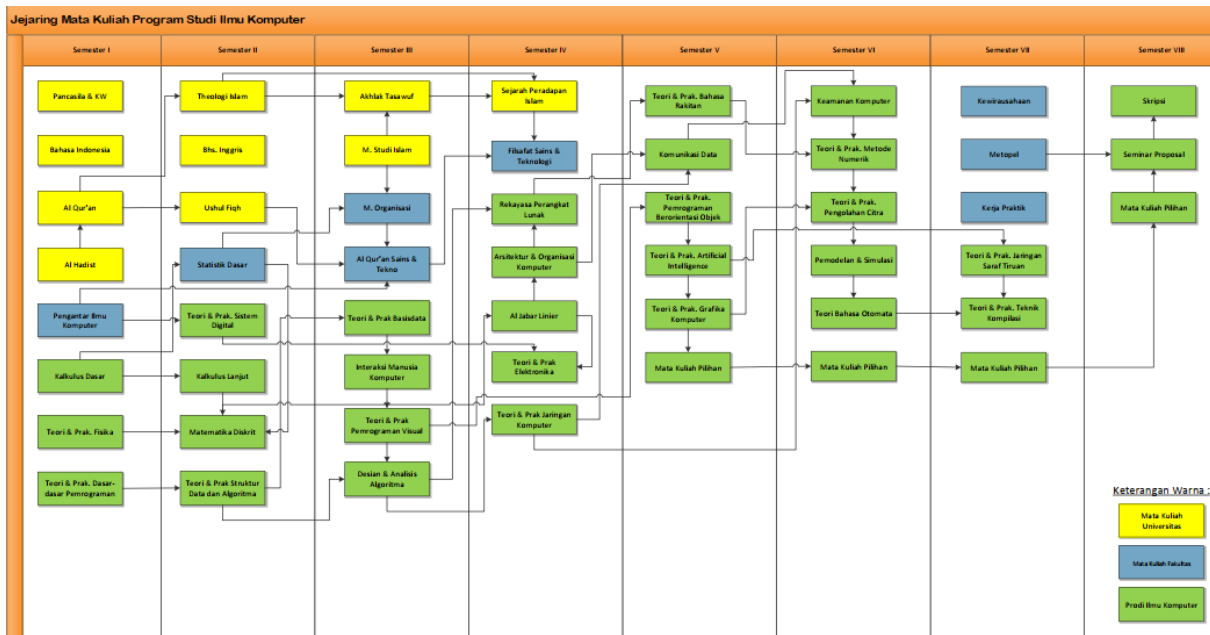 Jejaring Mata Kuliah Program Studi Ilmu Komputer
Semester I
Semester II
Semester III
Semester IV
Semester V
Semester VI
Semester VII
Semester VIII
Pancasila & KW
Bahasa Indonesia
Al Qur'an
Al Hadist
Pengantar Ilmu
Komputer
Kalkulus Dasar
Teori & Prak. Fisika
Teori & Prak. Dasar-
dasar Pemrograman
Theologi Islam
Bhs. Inggris
Ushul Fiqh
Statistik Dasar
Teori & Prak. Sistem
Digital
Kalkulus Lanjut
Matematika Diskrit
Teori & Prak Struktur
Data dan Algoritma
Akhlak Tasawuf
M. Studi Islam
M. Organisasi
Al Qur'an Sains &
Tekno
Teori & Prak Basisdata
Interaksi Manusia
Komputer
Teori & Prak
Pemrograman Visual
Desian & Analisis
Algoritma
Sejarah Peradapan
Islam
Filsafat Sains &
Teknologi
Rekayasa Perangkat
Lunak
Arsitektur & Organisasi
Komputer
Al Jabar Linier
Teori & Prak
Elektronika
Teori & Prak Jaringan
Komputer
Teori & Prak. Bahasa
Rakitan
Komunikasi Data
Teori & Prak.
Pemrograman
Berorientasi Objek
Teori & Prak. Artificial
Intelligence
Teori & Prak. Grafika
Komputer
Mata Kuliah Pilihan
Keamanan Komputer
Teori & Prak. Metode
Numerik
Teori & Prak.
Pengolahan Citra
Pemodelan & Simulasi
Teori Bahasa Otomata
Mata Kuliah Pilihan
Kewirausahaan
Metopel
Kerja Praktik
Teori & Prak. Jaringan
Saraf Tiruan
Teori & Prak. Teknik
Kompilasi
Mata Kuliah Pilihan
Skripsi
Seminar Proposal
Mata Kuliah Pilihan
Keterangan Warna :
Mata Kuliah
Universitas
Mata Kuliah Fakultas
Prodi Ilmu Komputer